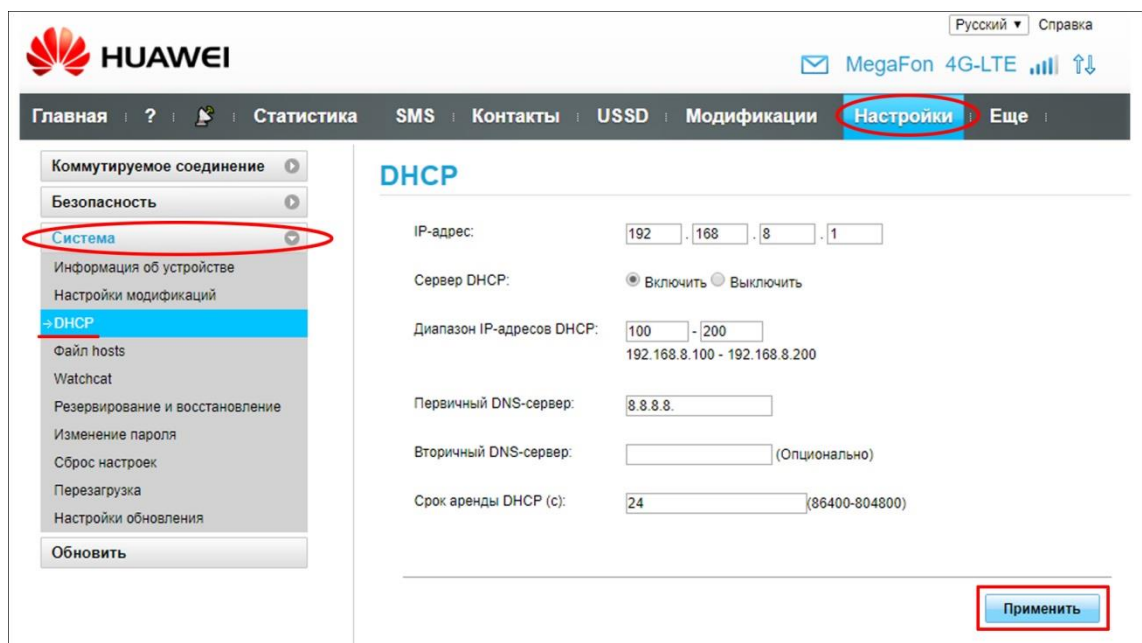 Русский ▼ Справка
HUAWEI
MegaFon 4G-LTE
Главная ? Статистика SMS Контакты USSD Модификации Настройки Еще
Коммутируемое соединение
Безопасность
Система
Информация об устройстве
Настройки модификаций
→DHCP
Файл hosts
Watchcat
Резервирование и восстановление
Изменение пароля
Сброс настроек
Перезагрузка
Настройки обновления
Обновить
DHCP
IP-адрес: 192 . 168 . 8 . 1
Сервер DHCP: Включить Выключить
Диапазон IP-адресов DHCP: 100 - 200
192.168.8.100 - 192.168.8.200
Первичный DNS-сервер: 8.8.8.8.
Вторичный DNS-сервер: (Опционально)
Срок аренды DHCP (с): 24 (86400-804800)
Применить